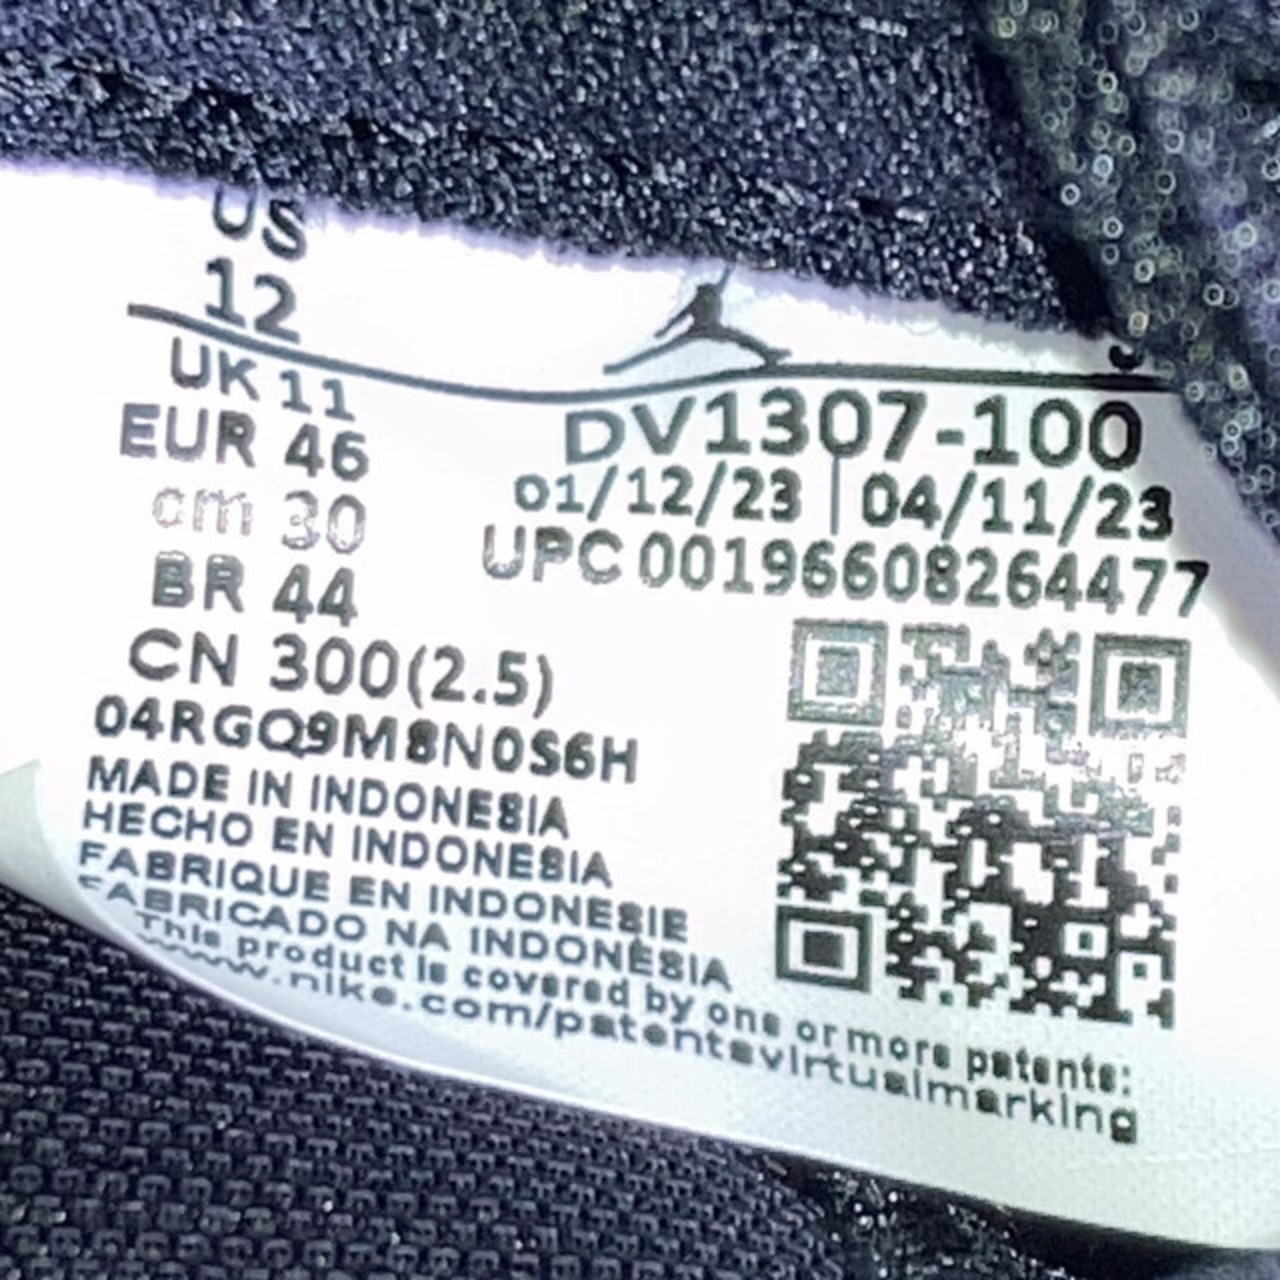 US
12
UK 11
EUR 46
cm 30
BR 44
CN 300(2.5)
04RGQ9M8N0S6H
MADE IN INDONESIA
HECHO EN INDONESIA
FABRIQUE EN INDONESIE
FABRICADO NA INDONÉSIA
This product is covered by one or more patents:
www.nike.com/patentsvirtualmarking
DV1307-100
01/12/23 | 04/11/23
UPC 00196608264477